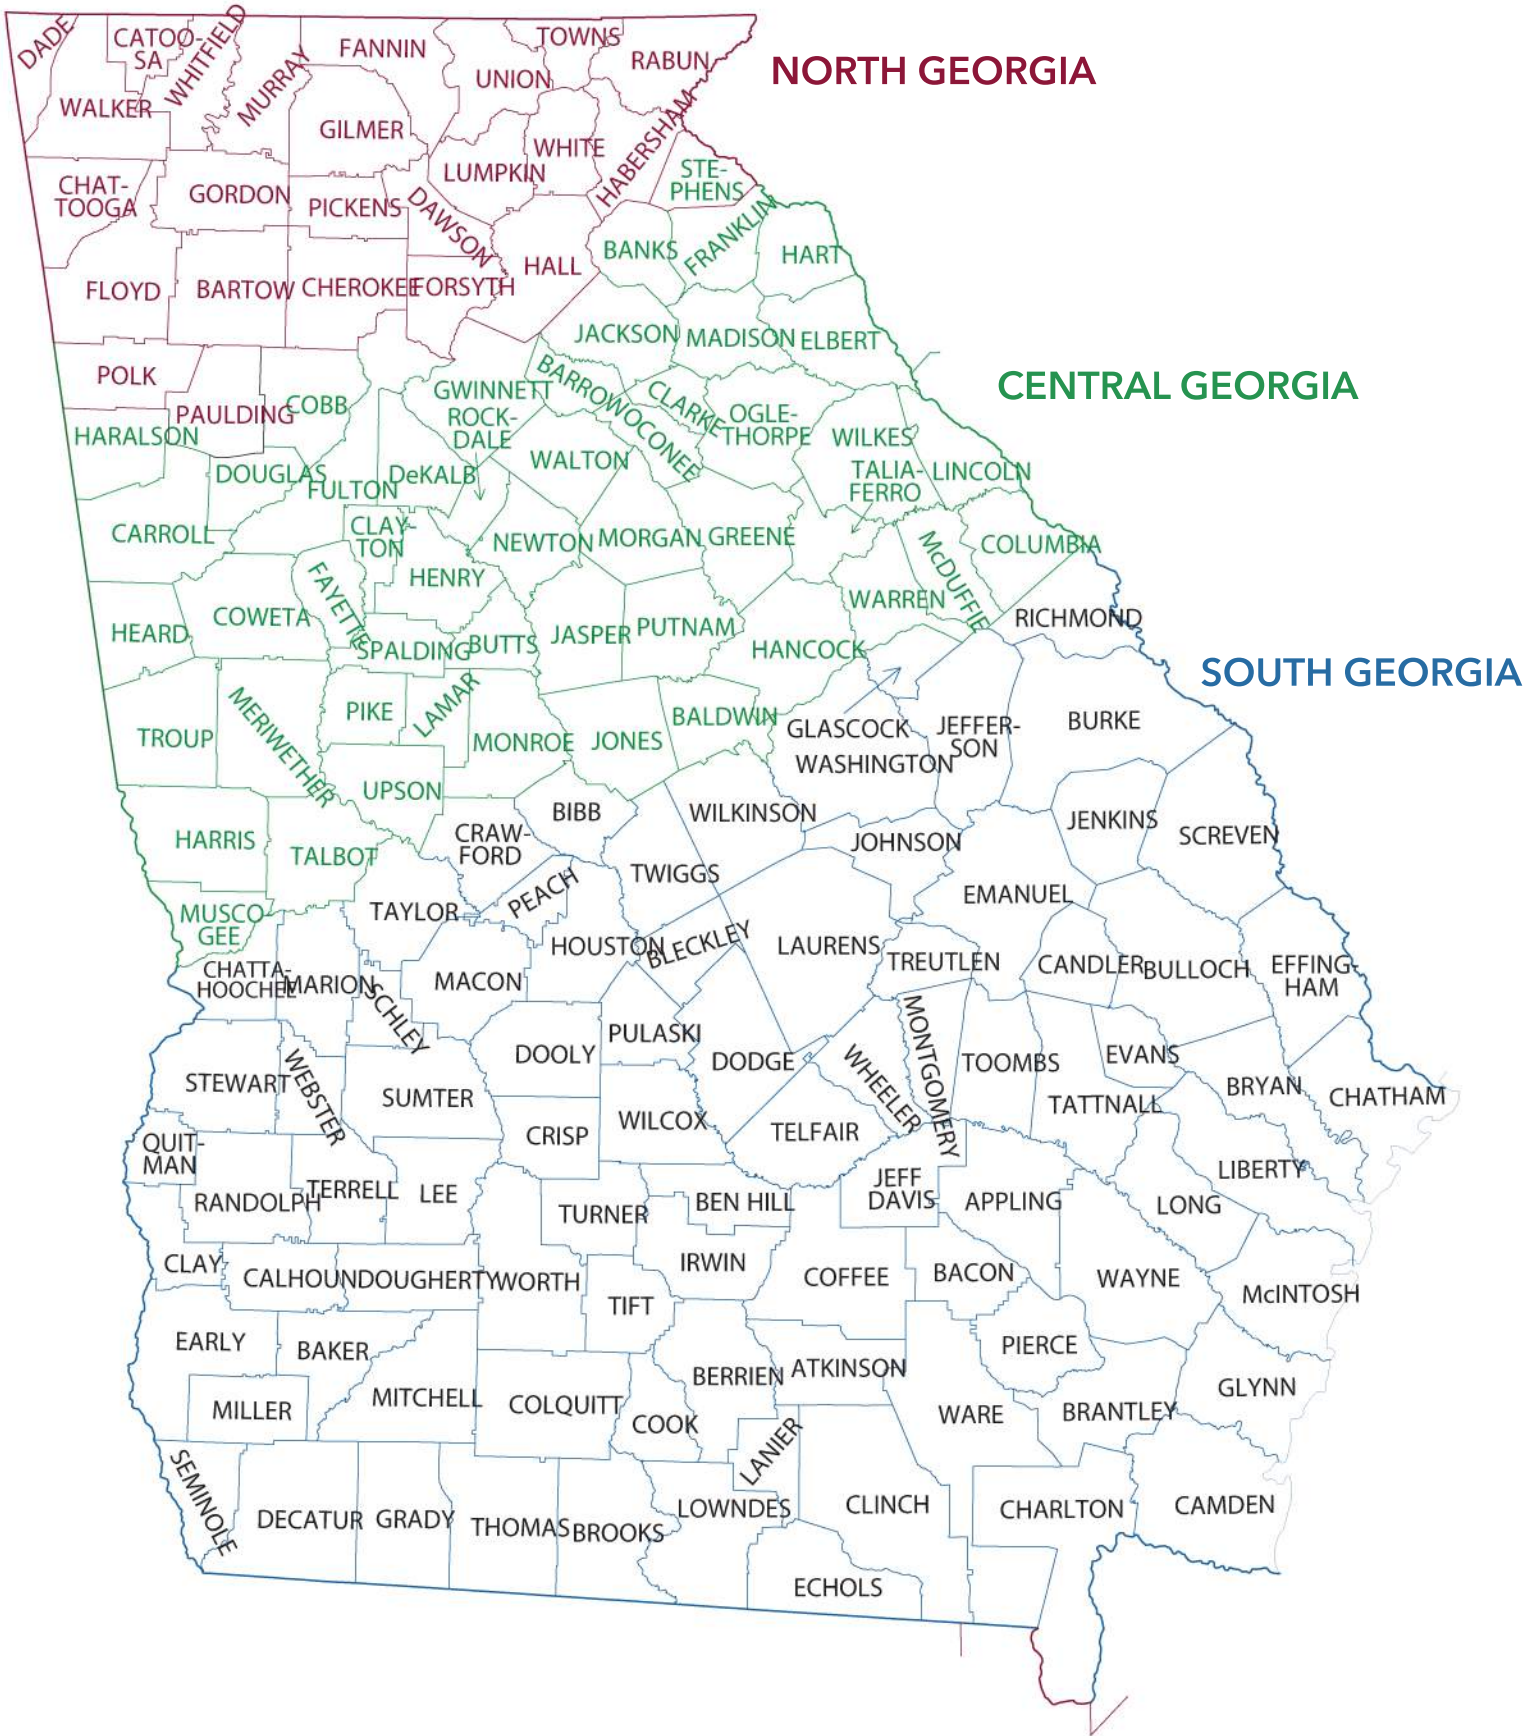 DADE
CATOO-
SA
WHITFIELD
MURRAY
FANNIN
UNION
TOWNS
RABUN
NORTH GEORGIA
WALKER
GILMER
LUMPKIN
WHITE
HABERSHAM
STE-
PHENS
CHAT-
TOOGA
GORDON
PICKENS
DAWSON
HALL
BANKS
FRANKLIN
HART
FLOYD
BARTOW
CHEROKEE
FORSYTH
JACKSON
MADISON
ELBERT
POLK
PAULDING
COBB
GWINNETT
ROCK-
DALE
BARROW
OCONEE
CLARKE
OGLE-
THORPE
WILKES
CENTRAL GEORGIA
HARALSON
DOUGLAS
FULTON
DeKALB
WALTON
TALIA-
FERRO
LINCOLN
CARROLL
CLAY-
TON
HENRY
NEWTON
MORGAN
GREENE
McDUFFIE
COLUMBIA
HEARD
COWETA
FAYETTE
SPALDING
BUTTS
JASPER
PUTNAM
HANCOCK
WARREN
RICHMOND
SOUTH GEORGIA
TROUP
MERIWETHER
PIKE
LAMAR
MONROE
JONES
BALDWIN
GLASCOCK
WASHINGTON
JEFFER-
SON
BURKE
UPSON
HARRIS
TALBOT
CRAW-
FORD
BIBB
WILKINSON
JOHNSON
JENKINS
SCREVEN
TWIGGS
PEACH
EMANUEL
MUSCO-
GEE
TAYLOR
HOUSTON
BLECKLEY
LAURENS
TREUTLEN
CANDLER
BULLOCH
EFFING-
HAM
CHATTA-
HOOCHEE
MARION
SCHLEY
MACON
DOOLY
PULASKI
DODGE
WHEELER
MONTGOMERY
TOOMBS
EVANS
TATTNALL
BRYAN
CHATHAM
STEWART
WEBSTER
SUMTER
CRISP
WILCOX
TELFAIR
QUIT-
MAN
RANDOLPH
TERRELL
LEE
TURNER
BEN HILL
JEFF
DAVIS
APPLING
LONG
LIBERTY
CLAY
CALHOUN
DOUGHERTY
WORTH
TIFT
IRWIN
COFFEE
BACON
WAYNE
McINTOSH
EARLY
BAKER
MILLER
MITCHELL
COLQUITT
COOK
BERRIEN
ATKINSON
PIERCE
WARE
BRANTLEY
GLYNN
SEMINOLE
DECATUR
GRADY
THOMAS
BROOKS
LOWNDES
LANIER
CLINCH
CHARLTON
CAMDEN
ECHOLS